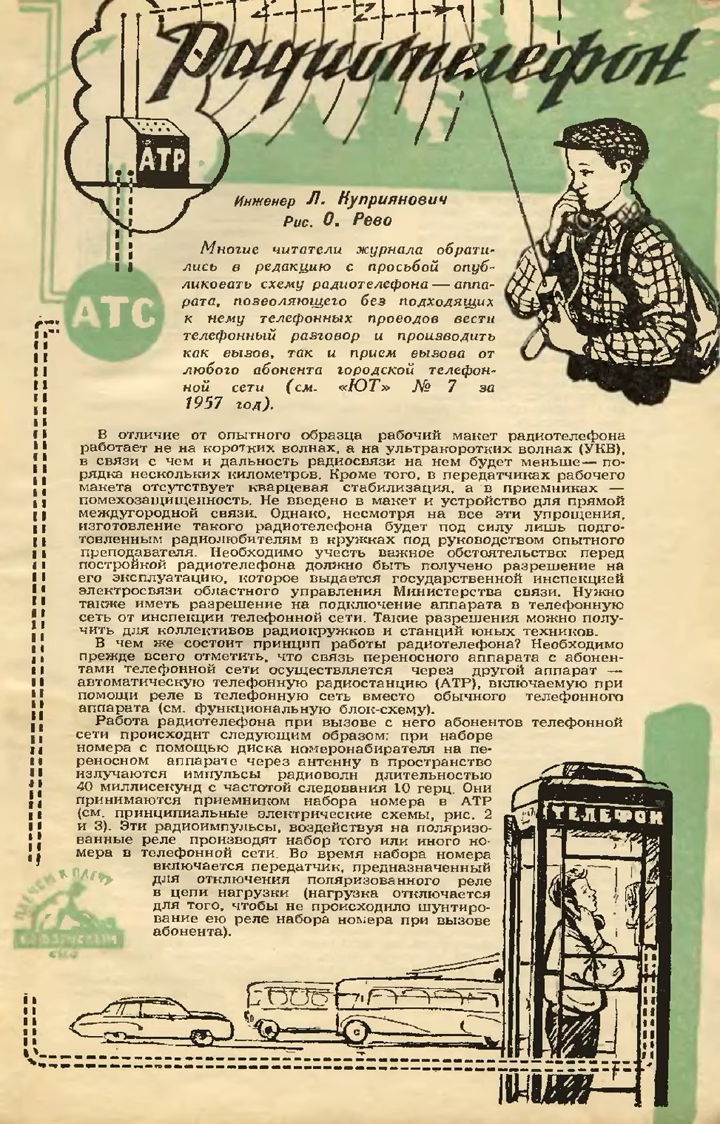 Радиотелефон
АТР
Инженер Л. Куприянович
Рис. О. Рево
АТС
Многие читатели журнала обрати-
лись в редакцию с просьбой опуб-
ликовать схему радиотелефона — аппа-
рата, позволяющего без подходящих
к нему телефонных проводов вести
телефонный разговор и производить
как вызов, так и прием вызова от
любого абонента городской телефон-
ной сети (см. «ЮТ» № 7 за
1957 год).
В отличие от опытного образца рабочий макет радиотелефона
работает не на коротких волнах, а на ультракоротких волнах (УКВ),
в связи с чем и дальность радиосвязи на нем будет меньше — по-
рядка нескольких километров. Кроме того, в передатчиках рабочего
макета отсутствует кварцевая стабилизация, а в приемниках —
помехозащищенность. Не введено в макет и устройство для прямой
междугородной связи. Однако, несмотря на все эти упрощения,
изготовление такого радиотелефона будет под силу лишь подго-
товленным радиолюбителям в кружках под руководством опытного
преподавателя. Необходимо учесть важное обстоятельство: перед
постройкой радиотелефона должно быть получено разрешение на
его эксплуатацию, которое выдается государственной инспекцией
электросвязи областного управления Министерства связи. Нужно
также иметь разрешение на подключение аппарата в телефонную
сеть от инспекции телефонной сети. Такие разрешения можно полу-
чить для коллективов радиокружков и станций юных техников.
В чем же состоит принцип работы радиотелефона? Необходимо
прежде всего отметить, что связь переносного аппарата с абонен-
тами телефонной сети осуществляется через другой аппарат —
автоматическую телефонную радиостанцию (АТР), включаемую при
помощи реле в телефонную сеть вместо обычного телефонного
аппарата (см. функциональную блок-схему).
Работа радиотелефона при вызове с него абонентов телефонной
сети происходит следующим образом: при наборе
номера с помощью диска номеронабирателя на пе-
реносном аппарате через антенну в пространство
излучаются импульсы радиоволн длительностью
40 миллисекунд с частотой следования 10 герц. Они
принимаются приемником набора номера в АТР
(см. принципиальные электрические схемы, рис. 2
и 3). Эти радиоимпульсы, воздействуя на поляризо-
ванные реле производят набор того или иного но-
мера в телефонной сети. Во время набора номера
включается передатчик, предназначенный
для отключения поляризованного реле
в цепи нагрузки (нагрузка отключается
для того, чтобы не происходило шунтиро-
вание ею реле набора номера при вызове
абонента).
ТЕЛЕФОН
ПЛЕЧОМ К ПЛЕЧУ